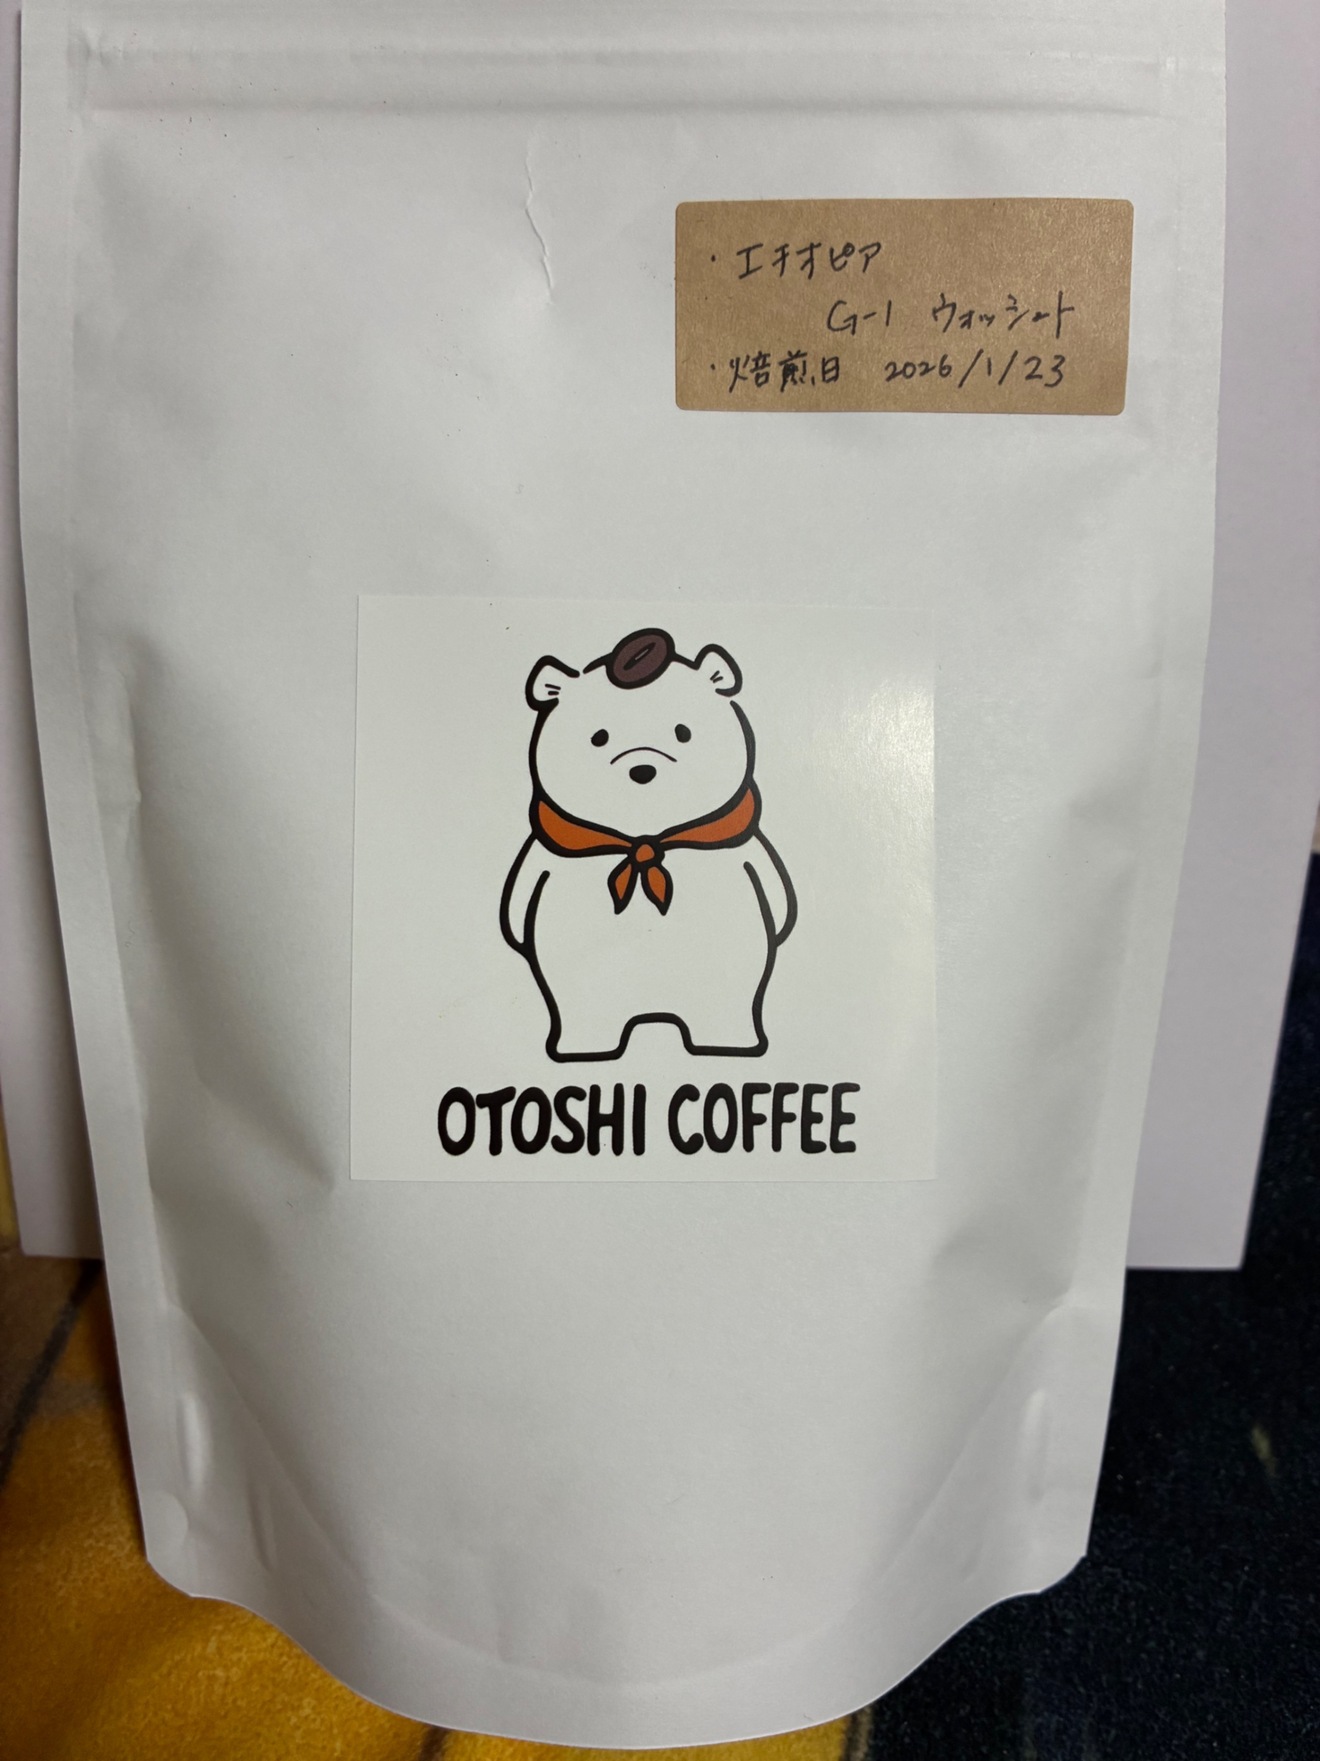 ・エチオピア
G-1 ウォッシュト
・焙煎日 2026/1/23
OTOSHI COFFEE